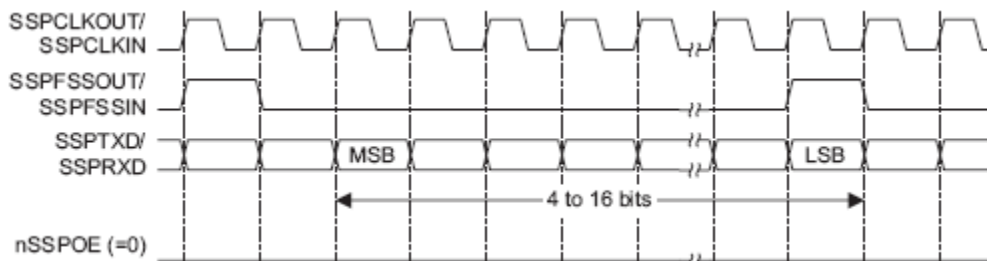 SSPCLKOUT/
SSPCLKIN
SSPFSSOUT/
SSPFSSIN
SSPTXD/
SSPRXD
MSB
LSB
4 to 16 bits
nSSPOE (=0)